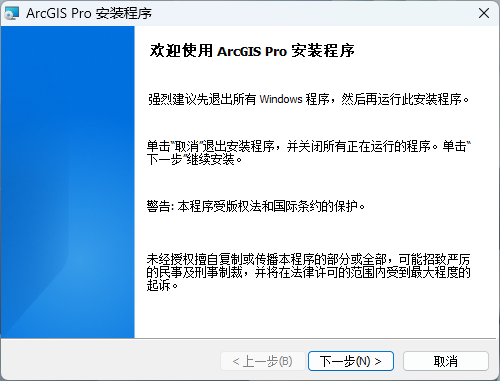 ArcGIS Pro 安装程序
欢迎使用 ArcGIS Pro 安装程序
强烈建议先退出所有 Windows 程序，然后再运行此安装程序。
单击“取消”退出安装程序，并关闭所有正在运行的程序。单击“
下一步”继续安装。
警告: 本程序受版权法和国际条约的保护。
未经授权擅自复制或传播本程序的部分或全部，可能招致严厉
的民事及刑事制裁，并将在法律许可的范围内受到最大程度的
起诉。
< 上一步(B)
下一步(N) >
取消